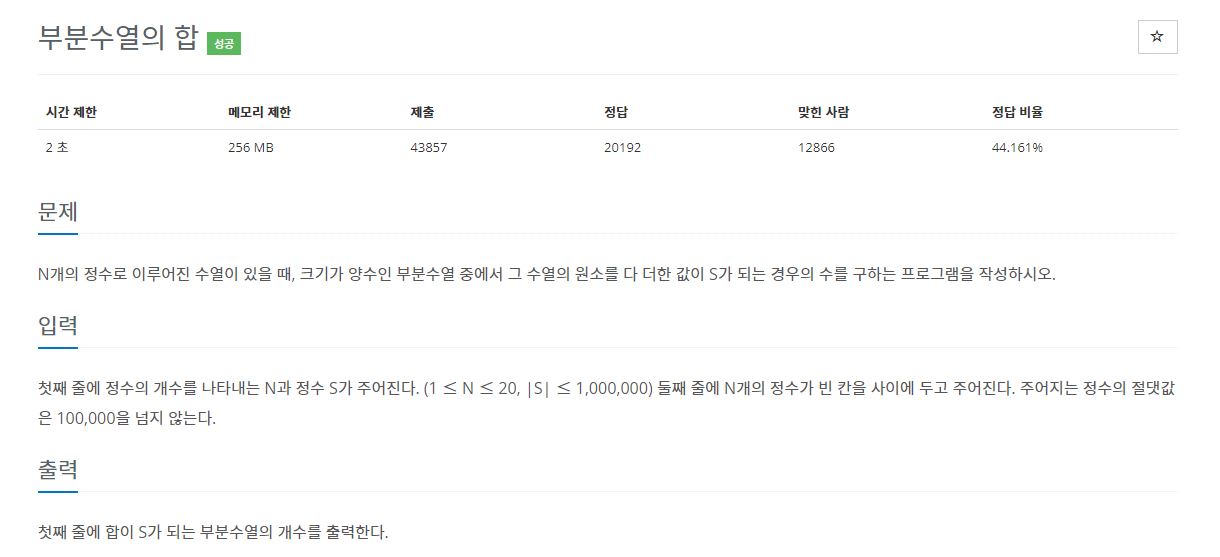 부분수열의 합 성공
☆
시간 제한 메모리 제한 제출 정답 맞힌 사람 정답 비율
2 초 256 MB 43857 20192 12866 44.161%
문제
N개의 정수로 이루어진 수열이 있을 때, 크기가 양수인 부분수열 중에서 그 수열의 원소를 다 더한 값이 S가 되는 경우의 수를 구하는 프로그램을 작성하시오.
입력
첫째 줄에 정수의 개수를 나타내는 N과 정수 S가 주어진다. (1 ≤ N ≤ 20, |S| ≤ 1,000,000) 둘째 줄에 N개의 정수가 빈 칸을 사이에 두고 주어진다. 주어지는 정수의 절댓값
은 100,000을 넘지 않는다.
출력
첫째 줄에 합이 S가 되는 부분수열의 개수를 출력한다.